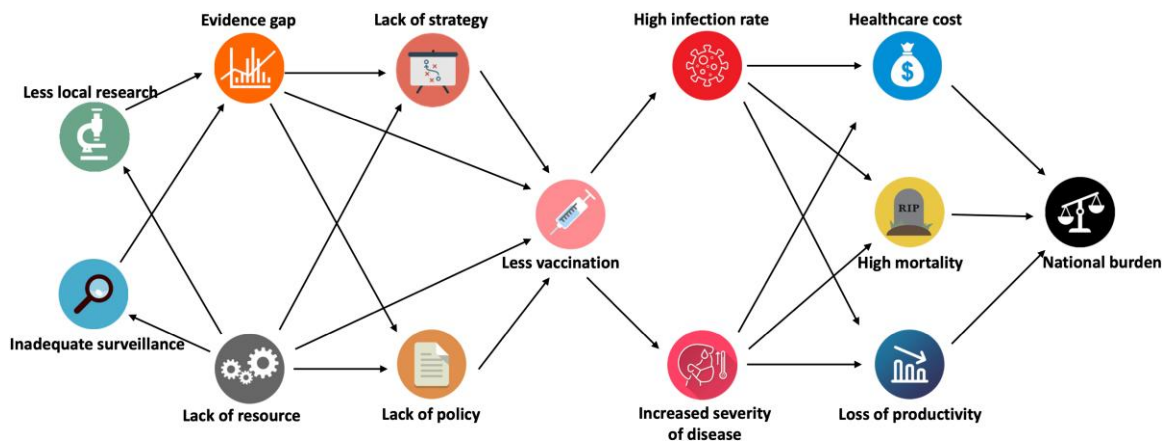 Evidence gap
Lack of strategy
High infection rate
Healthcare cost
Less local research
$
RIP
Less vaccination
High mortality
National burden
Inadequate surveillance
Lack of resource
Lack of policy
Increased severity
of disease
Loss of productivity